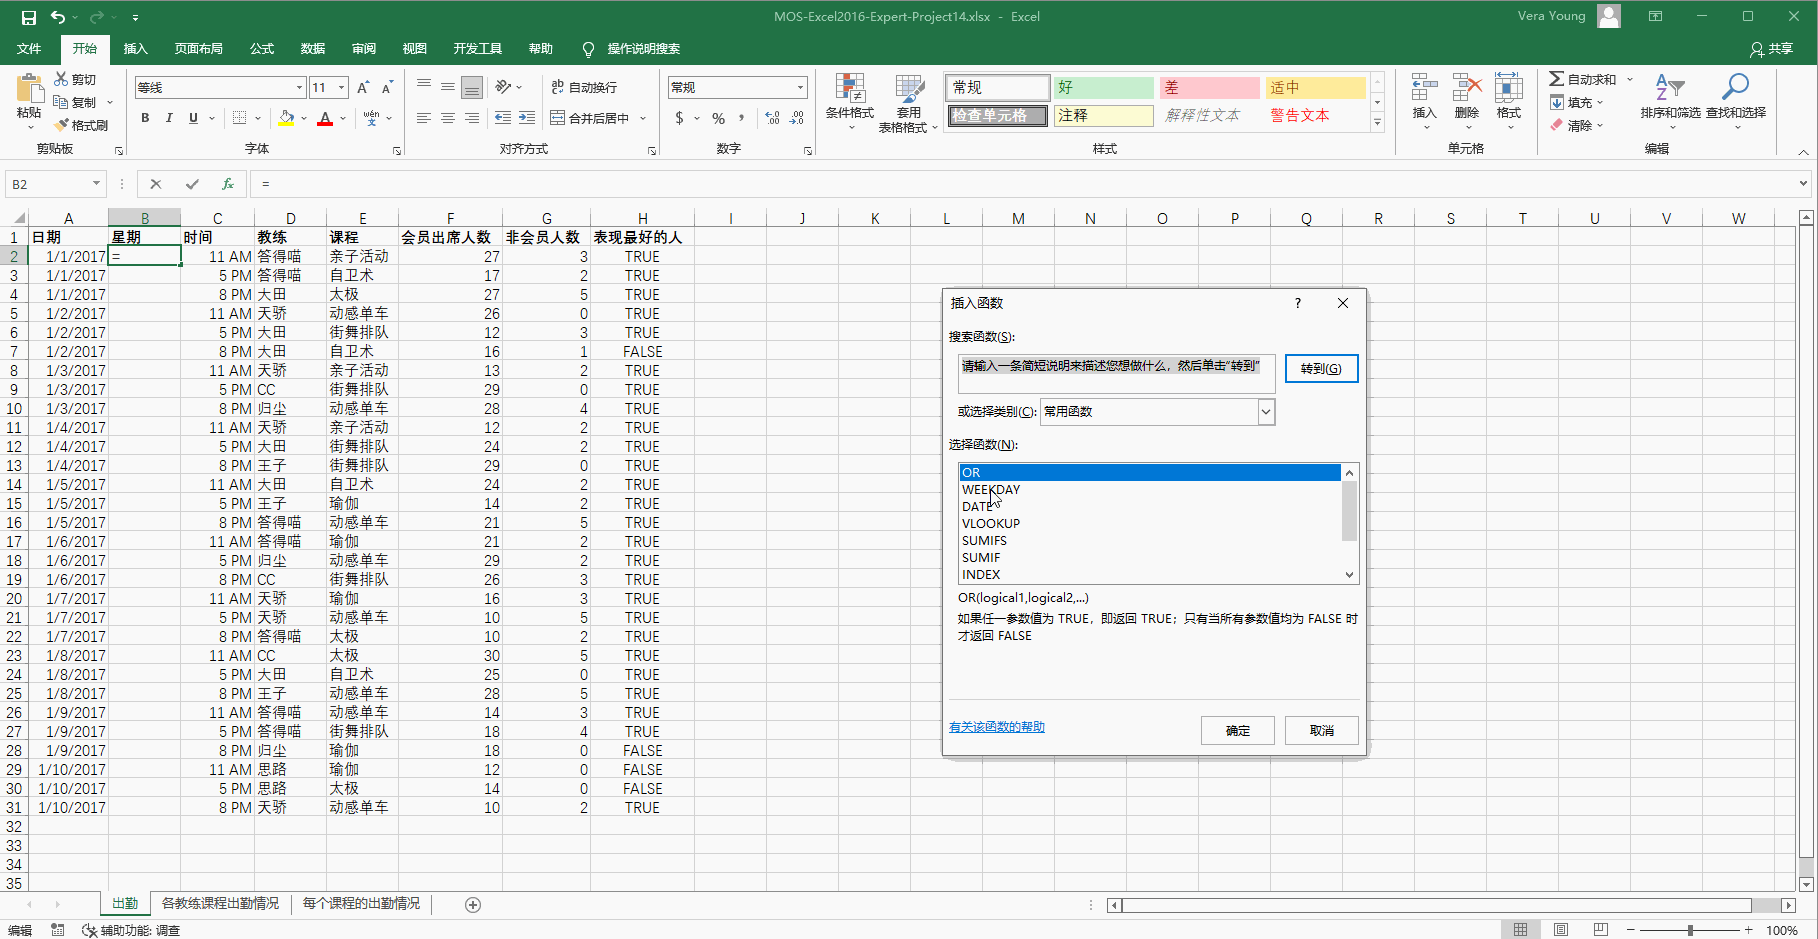 MOS-Excel2016-Expert-Project14.xlsx - Excel
Vera Young
文件 开始 插入 页面布局 公式 数据 审阅 视图 开发工具 帮助 操作说明搜索 共享
粘贴 剪切 复制 格式刷 剪贴板
等线 11 B I U A wén 文 字体
ab 自动换行 合并后居中 对齐方式
常规 $ % , 数字
条件格式 套用 表格格式
常规 好 差 适中
检查单元格 注释 解释性文本 警告文本
样式
插入 删除 格式 单元格
自动求和 填充 清除 排序和筛选 查找和选择 编辑
B2 fx =
A B C D E F G H I J K L M N O P Q R S T U V W
1 日期 星期 时间 教练 课程 会员出席人数 非会员人数 表现最好的人
2 1/1/2017 = 11 AM 答得喵 亲子活动 27 3 TRUE
3 1/1/2017 5 PM 答得喵 自卫术 17 2 TRUE
4 1/1/2017 8 PM 大田 太极 27 5 TRUE
5 1/2/2017 11 AM 天骄 动感单车 26 0 TRUE
6 1/2/2017 5 PM 大田 街舞排队 12 3 TRUE
7 1/2/2017 8 PM 大田 自卫术 16 1 FALSE
8 1/3/2017 11 AM 天骄 亲子活动 13 2 TRUE
9 1/3/2017 5 PM CC 街舞排队 29 0 TRUE
10 1/3/2017 8 PM 归尘 动感单车 28 4 TRUE
11 1/4/2017 11 AM 天骄 亲子活动 12 2 TRUE
12 1/4/2017 5 PM 大田 街舞排队 24 2 TRUE
13 1/4/2017 8 PM 王子 街舞排队 29 0 TRUE
14 1/5/2017 11 AM 大田 自卫术 24 2 TRUE
15 1/5/2017 5 PM 王子 瑜伽 14 2 TRUE
16 1/5/2017 8 PM 答得喵 动感单车 21 5 TRUE
17 1/6/2017 11 AM 答得喵 瑜伽 21 2 TRUE
18 1/6/2017 5 PM 归尘 动感单车 29 2 TRUE
19 1/6/2017 8 PM CC 街舞排队 26 3 TRUE
20 1/7/2017 11 AM 天骄 瑜伽 16 3 TRUE
21 1/7/2017 5 PM 天骄 动感单车 10 5 TRUE
22 1/7/2017 8 PM 答得喵 太极 10 2 TRUE
23 1/8/2017 11 AM CC 太极 30 5 TRUE
24 1/8/2017 5 PM 大田 自卫术 25 0 TRUE
25 1/8/2017 8 PM 王子 动感单车 28 5 TRUE
26 1/9/2017 11 AM 答得喵 动感单车 14 3 TRUE
27 1/9/2017 5 PM 答得喵 街舞排队 18 4 TRUE
28 1/9/2017 8 PM 归尘 瑜伽 18 0 FALSE
29 1/10/2017 11 AM 思路 瑜伽 12 0 FALSE
30 1/10/2017 5 PM 思路 太极 14 0 FALSE
31 1/10/2017 8 PM 天骄 动感单车 10 2 TRUE
32
33
34
35
插入函数 ?
搜索函数(S):
请输入一条简短说明来描述您想做什么，然后单击“转到”
转到(G)
或选择类别(C): 常用函数
选择函数(N):
OR
WEEKDAY
DATE
VLOOKUP
SUMIFS
SUMIF
INDEX
OR(logical1,logical2,...)
如果任一参数值为 TRUE，即返回 TRUE；只有当所有参数值均为 FALSE 时
才返回 FALSE
有关该函数的帮助 确定 取消
出勤 各教练课程出勤情况 每个课程的出勤情况
编辑 辅助功能: 调查 100%